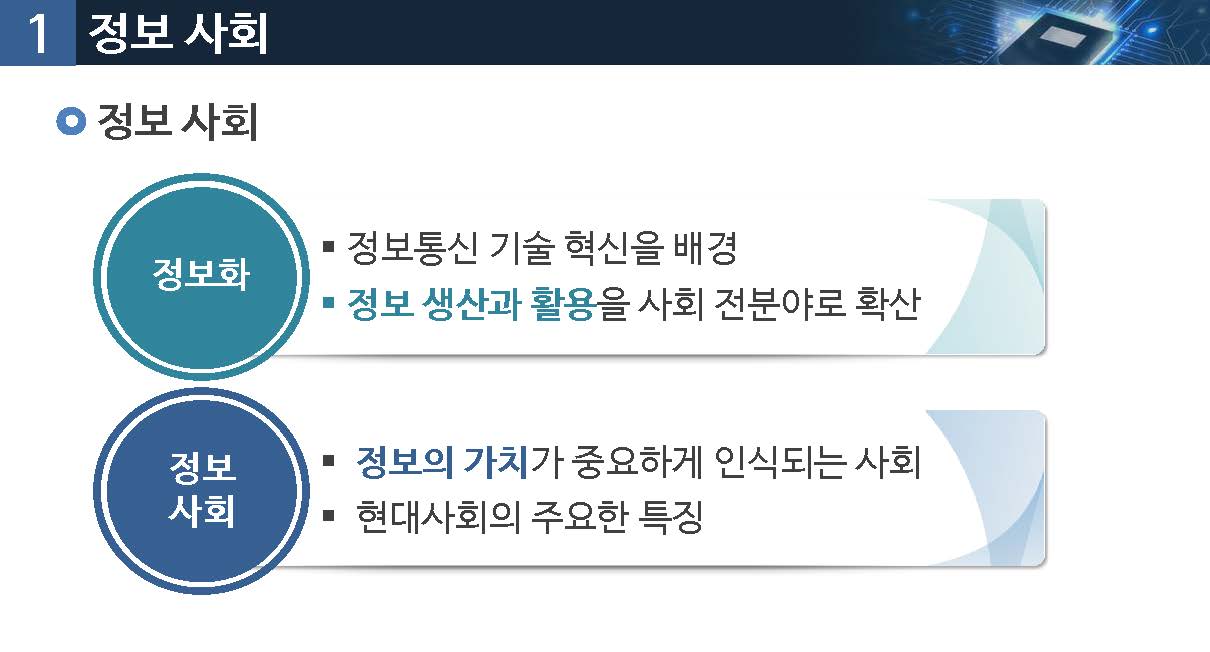 1 정보 사회
정보 사회
정보화
▪ 정보통신 기술 혁신을 배경
▪ 정보 생산과 활용을 사회 전분야로 확산
정보
사회
▪ 정보의 가치가 중요하게 인식되는 사회
▪ 현대사회의 주요한 특징